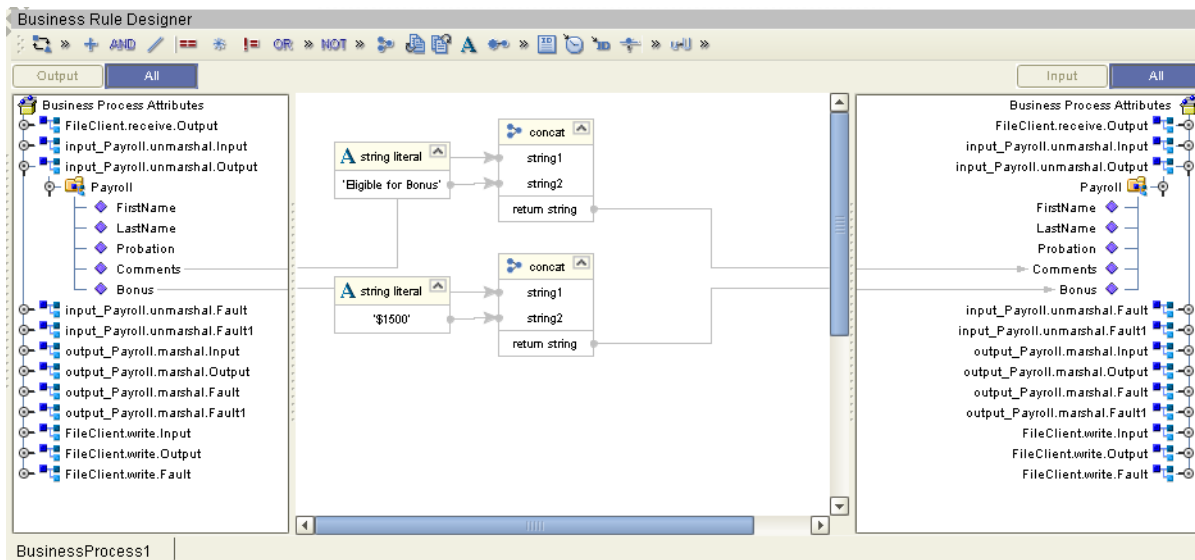 Business Rule Designer
» AND == != OR » NOT » A » ID ID » »
Output All Input All
Business Process Attributes
FileClient.receive.Output
input_Payroll.unmarshal.Input
input_Payroll.unmarshal.Output
Payroll
FirstName
LastName
Probation
Comments
Bonus
input_Payroll.unmarshal.Fault
input_Payroll.unmarshal.Fault1
output_Payroll.marshal.Input
output_Payroll.marshal.Output
output_Payroll.marshal.Fault
output_Payroll.marshal.Fault1
FileClient.write.Input
FileClient.write.Output
FileClient.write.Fault
A string literal
'Eligible for Bonus'
concat
string1
string2
return string
A string literal
'$1500'
concat
string1
string2
return string
Business Process Attributes
FileClient.receive.Output
input_Payroll.unmarshal.Input
input_Payroll.unmarshal.Output
Payroll
FirstName
LastName
Probation
Comments
Bonus
input_Payroll.unmarshal.Fault
input_Payroll.unmarshal.Fault1
output_Payroll.marshal.Input
output_Payroll.marshal.Output
output_Payroll.marshal.Fault
output_Payroll.marshal.Fault1
FileClient.write.Input
FileClient.write.Output
FileClient.write.Fault
BusinessProcess1